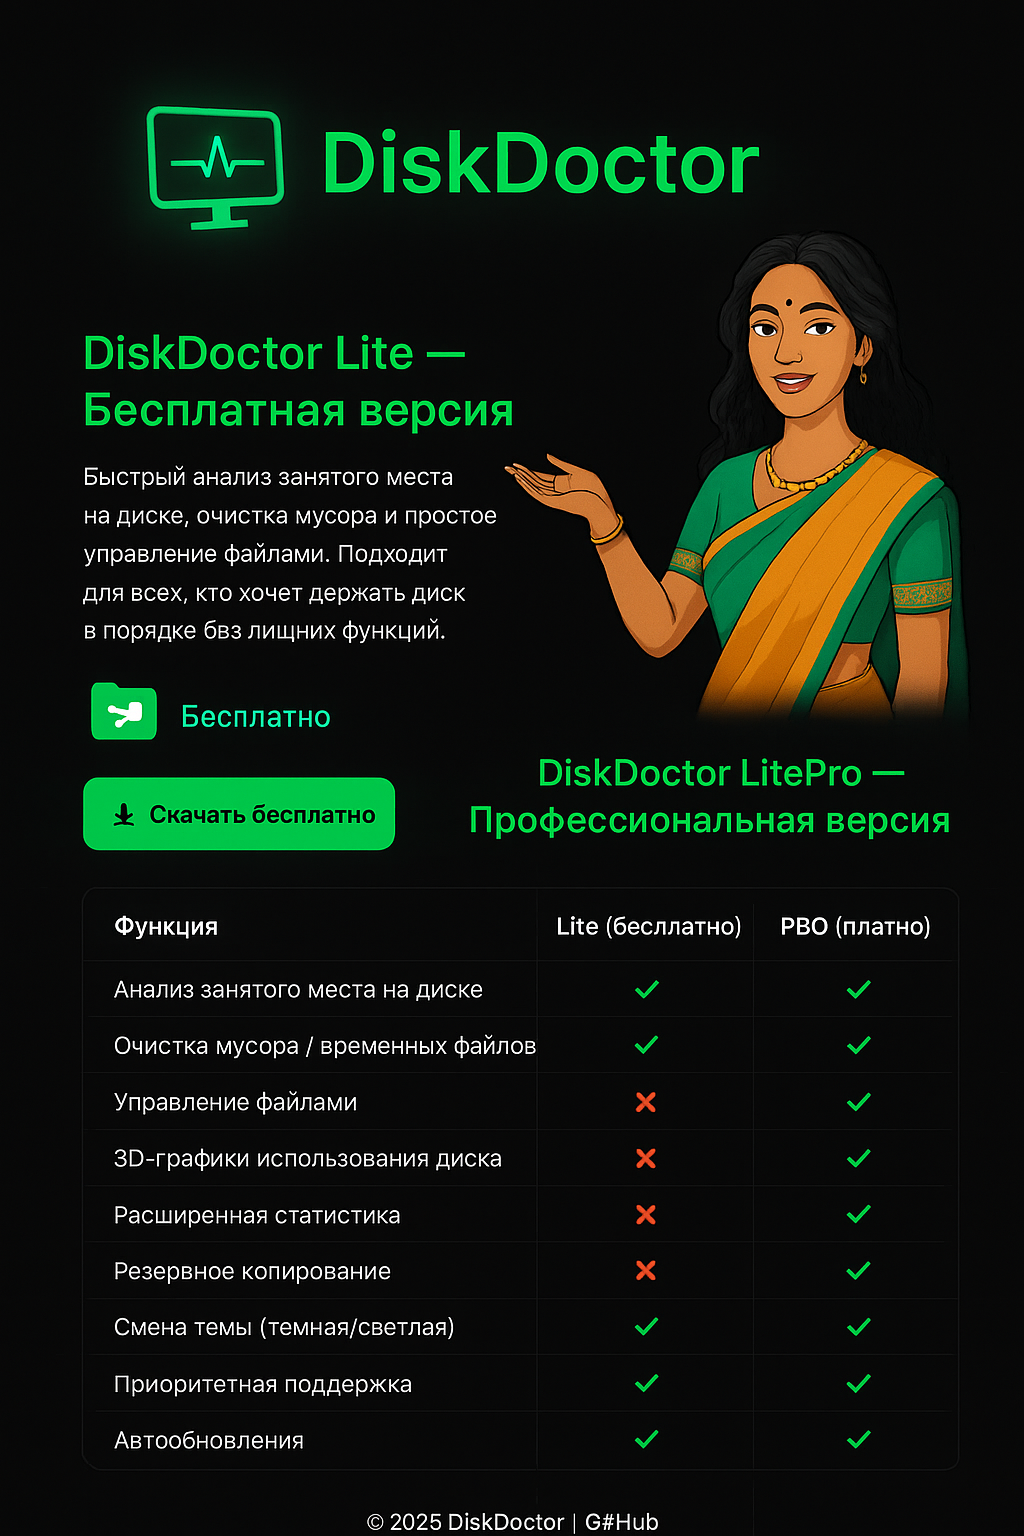 DiskDoctor
DiskDoctor Lite —
Бесплатная версия
Быстрый анализ занятого места
на диске, очистка мусора и простое
управление файлами. Подходит
для всех, кто хочет держать диск
в порядке бвз лищних функций.
Бесплатно
Скачать бесплатно
DiskDoctor LitePro —
Профессиональная версия
Функция Lite (бесллатно) РВО (платно)
Анализ занятого места на диске
Очистка мусора / временных файлов
Управление файлами
3D-графики использования диска
Расширенная статистика
Резервное копирование
Смена темы (темная/светлая)
Приоритетная поддержка
Автообновления
© 2025 DiskDoctor | G#Hub